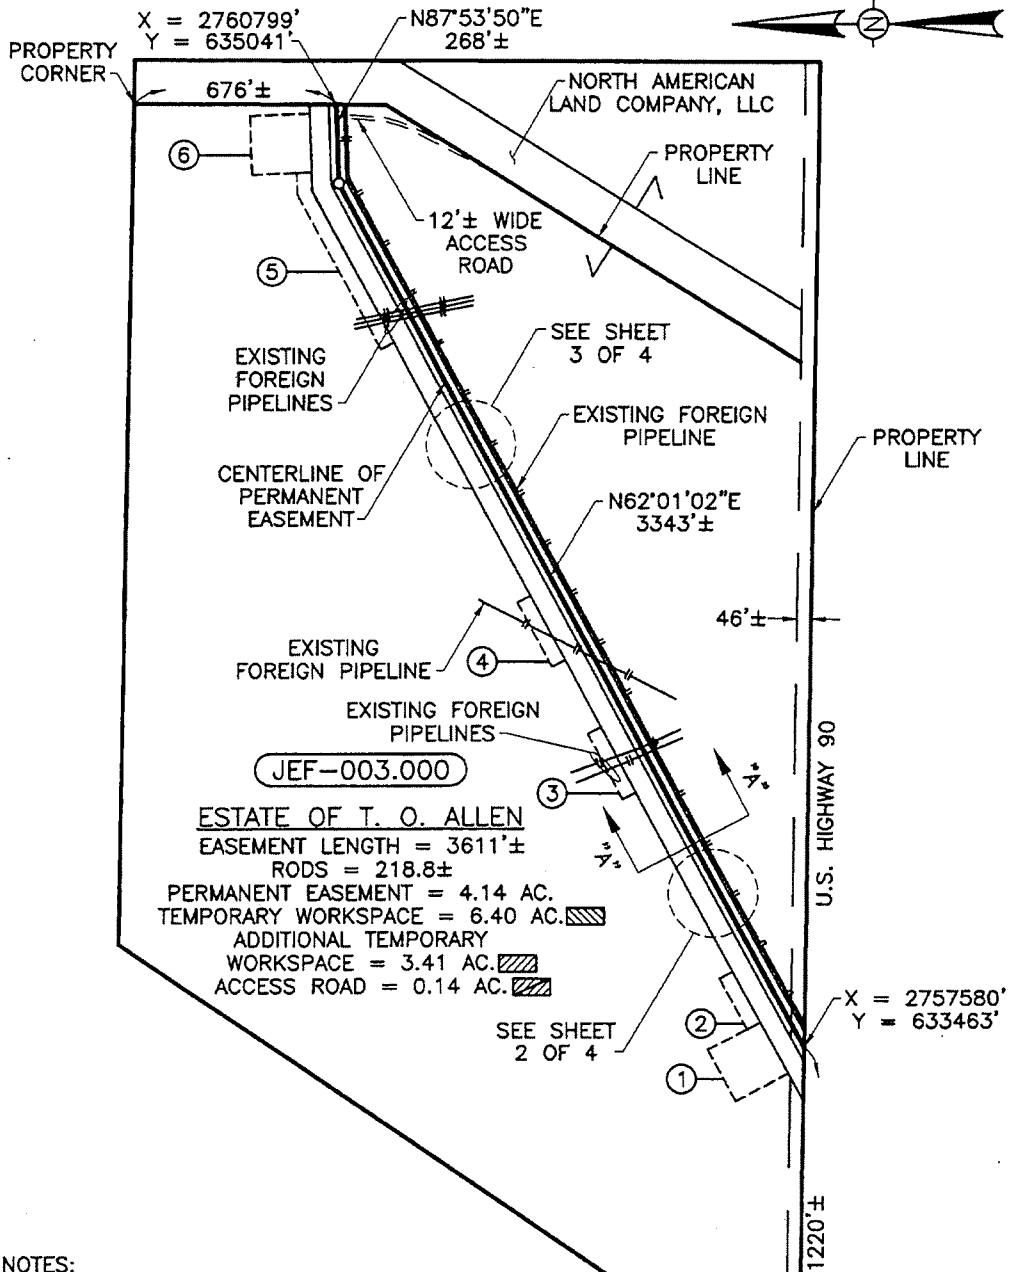 X = 2760799'
Y = 635041'
N87°53'50"E
268'±
N
PROPERTY
CORNER
676'±
NORTH AMERICAN
LAND COMPANY, LLC
6
PROPERTY
LINE
12'± WIDE
ACCESS
ROAD
5
SEE SHEET
3 OF 4
EXISTING
FOREIGN
PIPELINES
EXISTING FOREIGN
PIPELINE
PROPERTY
LINE
CENTERLINE OF
PERMANENT
EASEMENT
N62°01'02"E
3343'±
46'±
EXISTING
FOREIGN PIPELINE
4
EXISTING FOREIGN
PIPELINES
JEF-003.000
3
"A"
"A"
U.S. HIGHWAY 90
ESTATE OF T. O. ALLEN
EASEMENT LENGTH = 3611'±
RODS = 218.8±
PERMANENT EASEMENT = 4.14 AC.
TEMPORARY WORKSPACE = 6.40 AC.
ADDITIONAL TEMPORARY
WORKSPACE = 3.41 AC.
ACCESS ROAD = 0.14 AC.
X = 2757580'
Y = 633463'
SEE SHEET
2 OF 4
2
1
1220'±
NOTES: